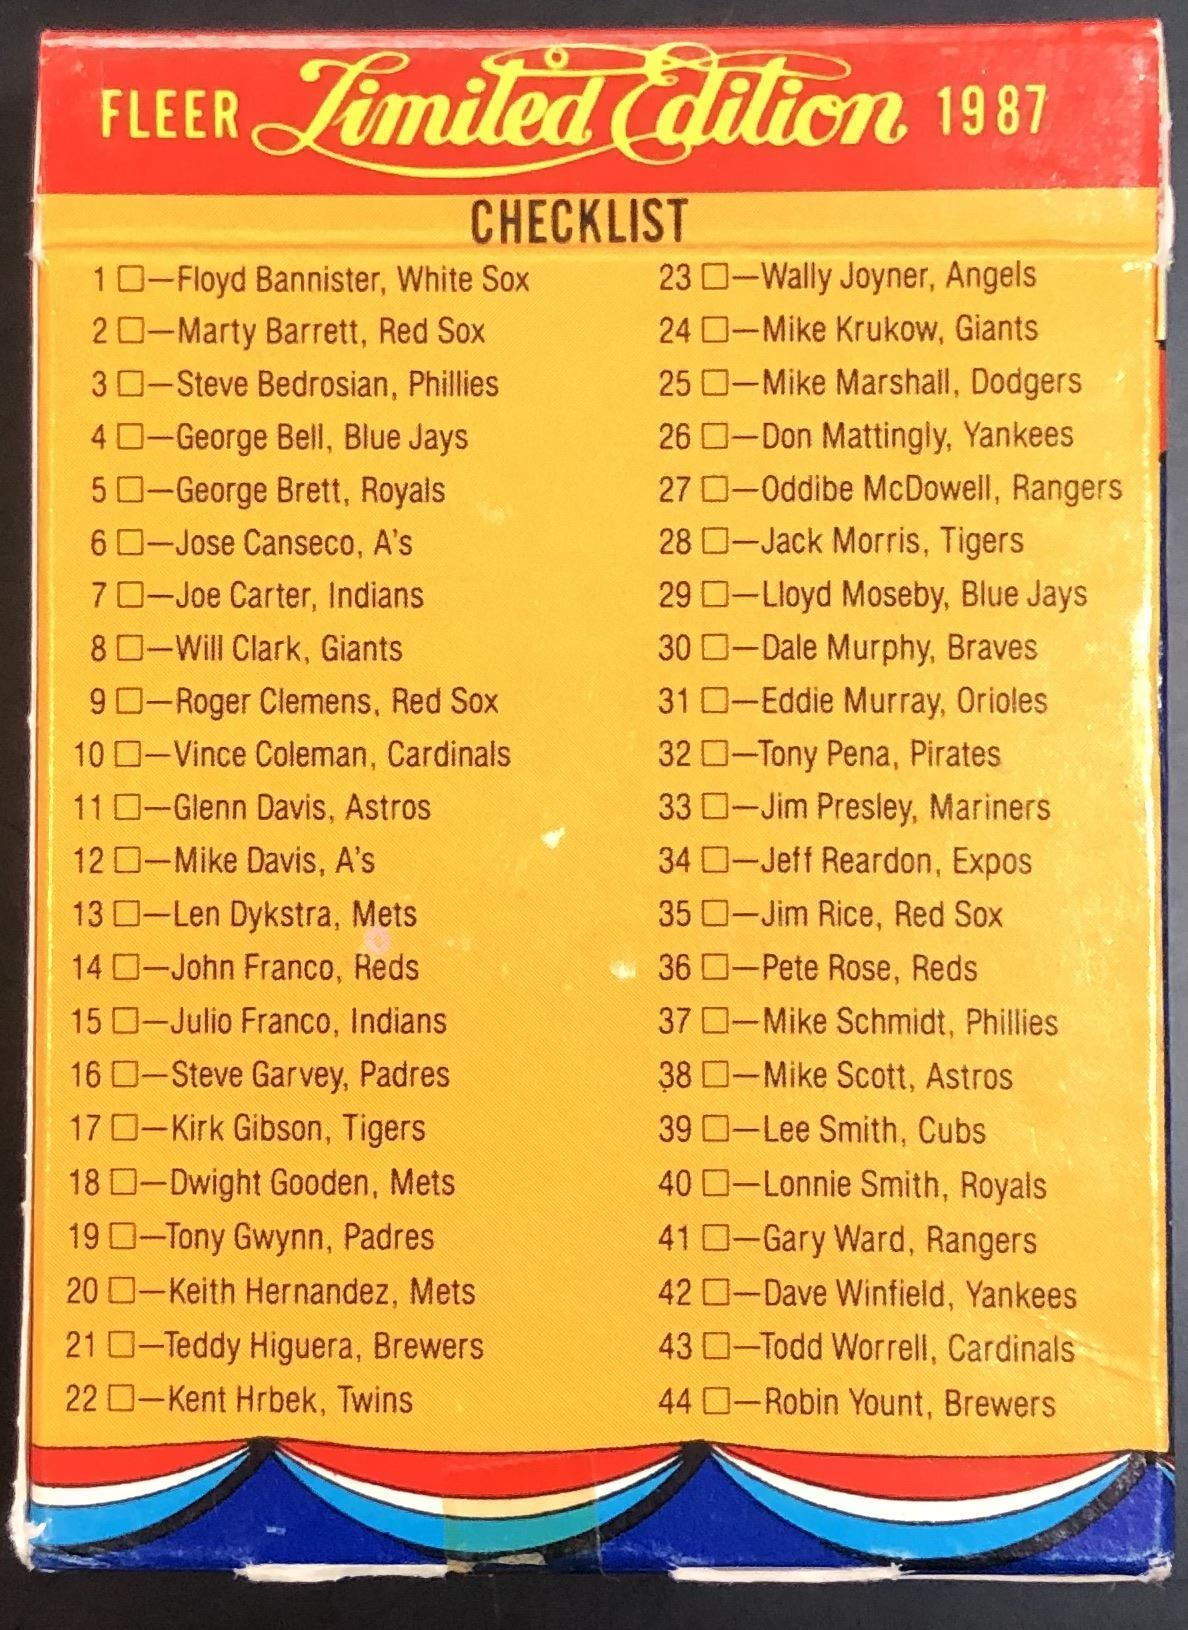 FLEER Limited Edition 1987
CHECKLIST
1 □—Floyd Bannister, White Sox
2 □—Marty Barrett, Red Sox
3 □—Steve Bedrosian, Phillies
4 □—George Bell, Blue Jays
5 □—George Brett, Royals
6 □—Jose Canseco, A's
7 □—Joe Carter, Indians
8 □—Will Clark, Giants
9 □—Roger Clemens, Red Sox
10 □—Vince Coleman, Cardinals
11 □—Glenn Davis, Astros
12 □—Mike Davis, A's
13 □—Len Dykstra, Mets
14 □—John Franco, Reds
15 □—Julio Franco, Indians
16 □—Steve Garvey, Padres
17 □—Kirk Gibson, Tigers
18 □—Dwight Gooden, Mets
19 □—Tony Gwynn, Padres
20 □—Keith Hernandez, Mets
21 □—Teddy Higuera, Brewers
22 □—Kent Hrbek, Twins
23 □—Wally Joyner, Angels
24 □—Mike Krukow, Giants
25 □—Mike Marshall, Dodgers
26 □—Don Mattingly, Yankees
27 □—Oddibe McDowell, Rangers
28 □—Jack Morris, Tigers
29 □—Lloyd Moseby, Blue Jays
30 □—Dale Murphy, Braves
31 □—Eddie Murray, Orioles
32 □—Tony Pena, Pirates
33 □—Jim Presley, Mariners
34 □—Jeff Reardon, Expos
35 □—Jim Rice, Red Sox
36 □—Pete Rose, Reds
37 □—Mike Schmidt, Phillies
38 □—Mike Scott, Astros
39 □—Lee Smith, Cubs
40 □—Lonnie Smith, Royals
41 □—Gary Ward, Rangers
42 □—Dave Winfield, Yankees
43 □—Todd Worrell, Cardinals
44 □—Robin Yount, Brewers